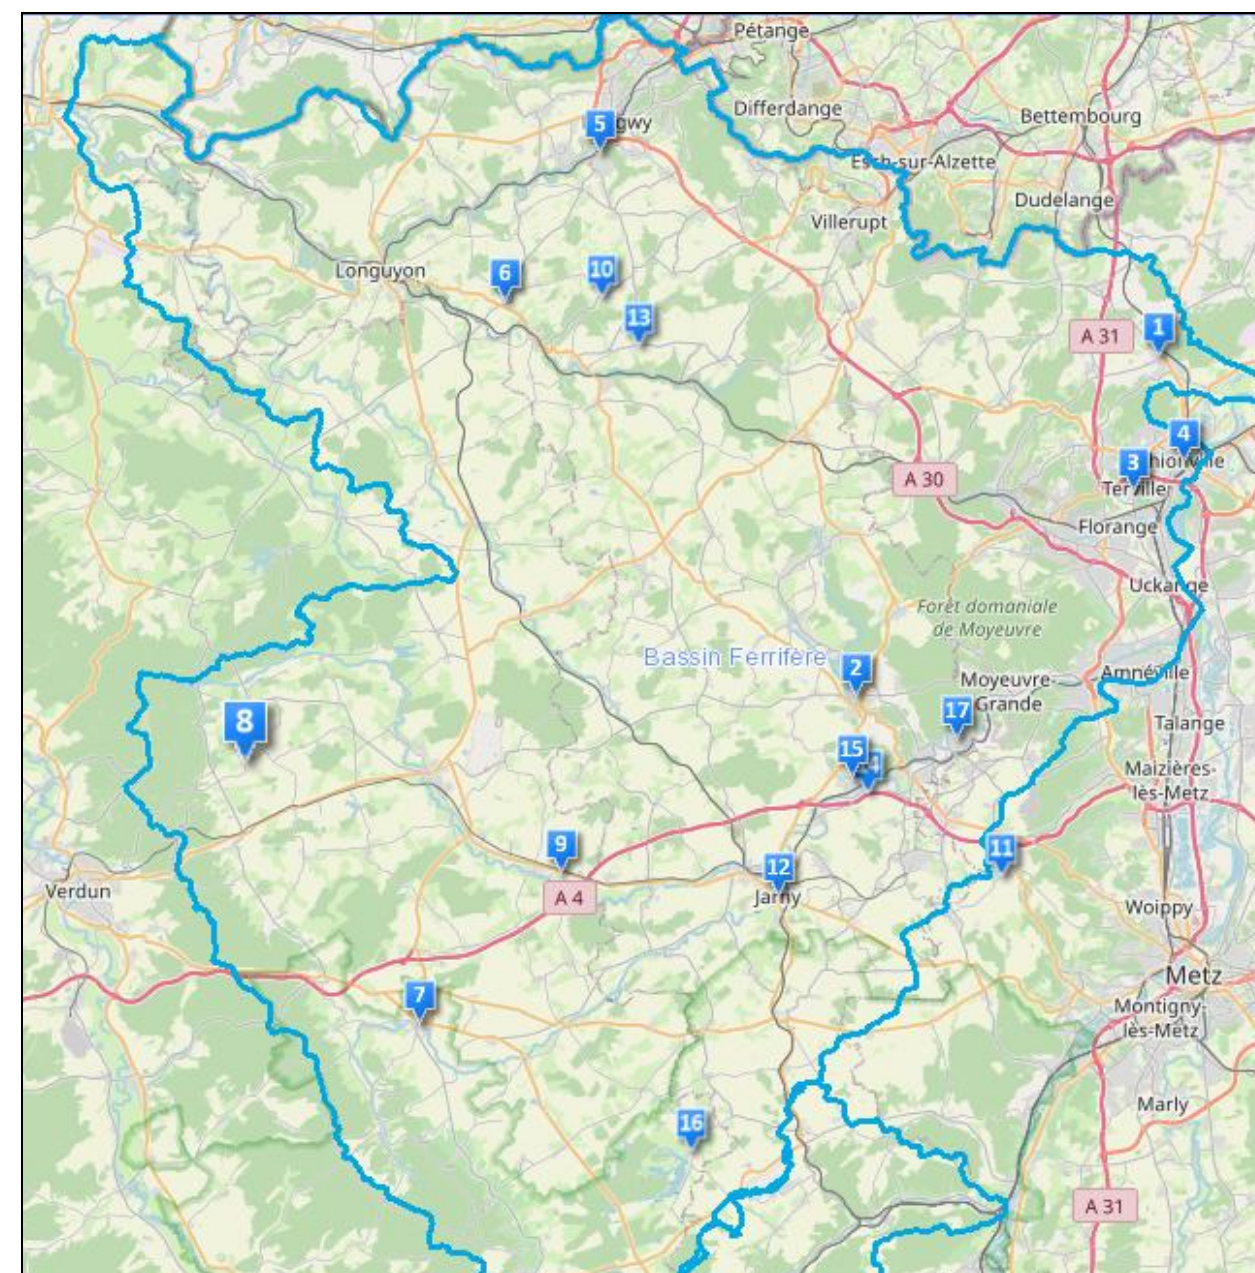 Pétange
Differdange
Bettembourg
5
gwy
Esch-sur-Alzette
Dudelange
Villerupt
Longuyon
6
10
13
A 31
1
4
3
Florange
A 30
Uckange
Forêt domaniale
de Moyeuvre
Bassin Ferrifère
2
Amnéville
Moyeuvre-
Grande
17
8
Talange
15
Maizières-
lès-Metz
9
11
12
Verdun
A 4
Jarny
Woippy
Metz
7
Montigny-
lès-Metz
Marly
16
A 31